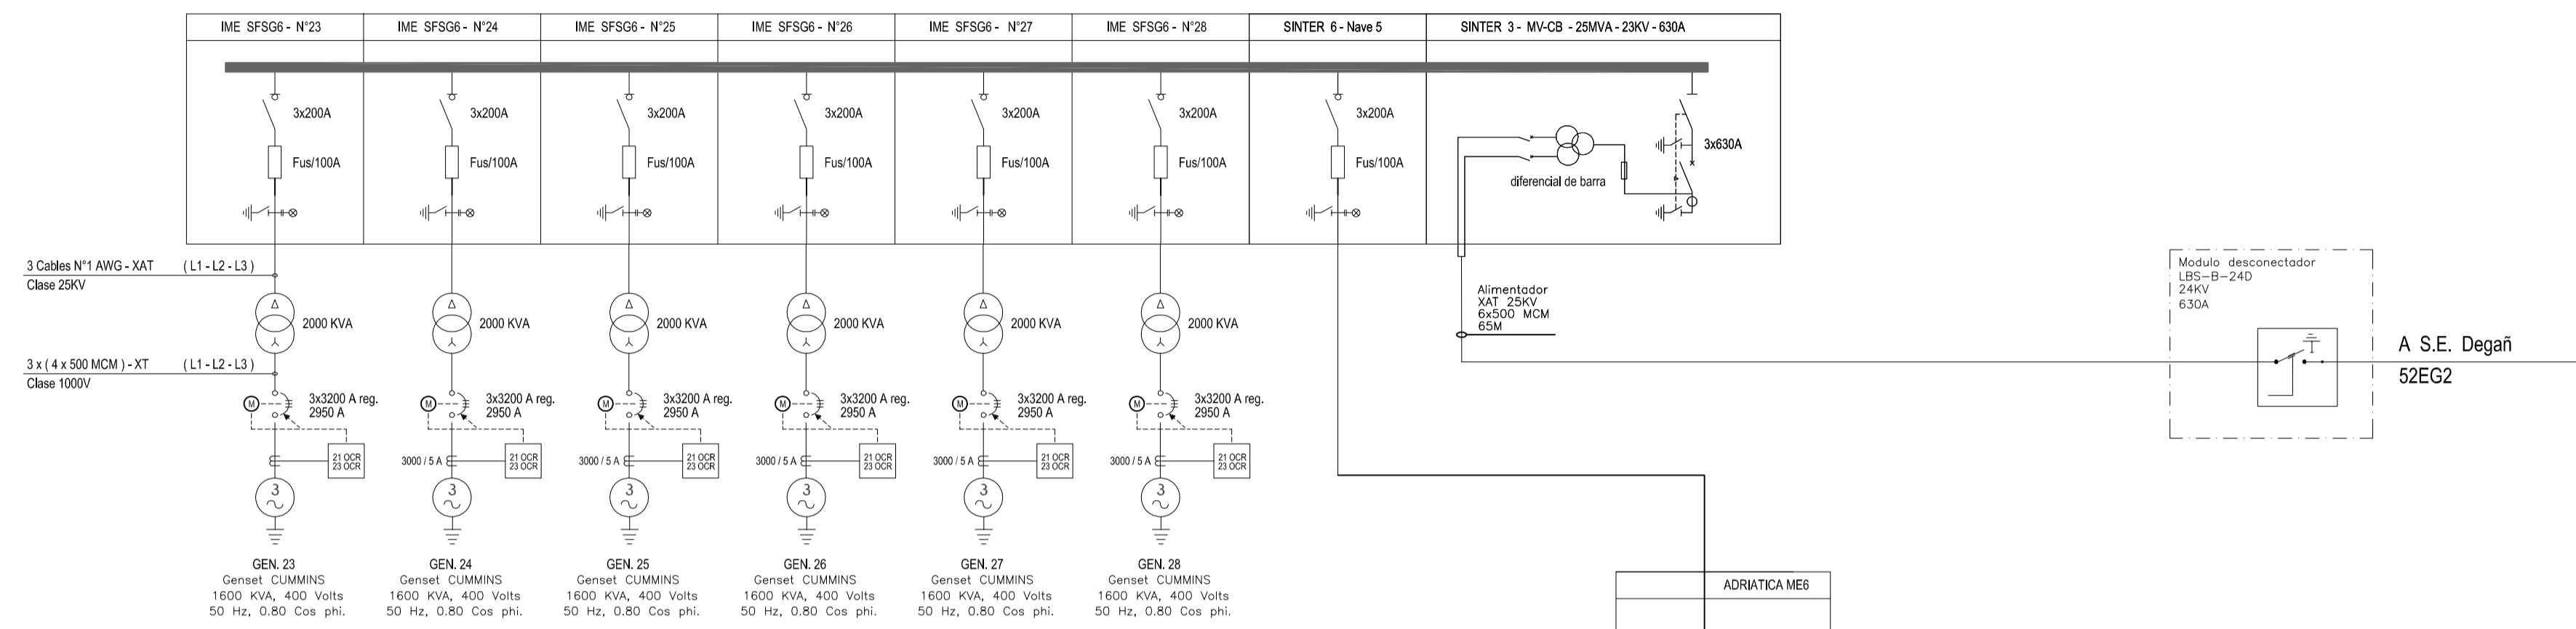 IME SFSG6 - N°23
IME SFSG6 - N°24
IME SFSG6 - N°25
IME SFSG6 - N°26
IME SFSG6 - N°27
IME SFSG6 - N°28
SINTER 6 - Nave 5
SINTER 3 - MV-CB - 25MVA - 23KV - 630A
3x200A
3x200A
3x200A
3x200A
3x200A
3x200A
3x200A
3x630A
Fus/100A
Fus/100A
Fus/100A
Fus/100A
Fus/100A
Fus/100A
Fus/100A
diferencial de barra
3 Cables N°1 AWG - XAT ( L1 - L2 - L3 )
Clase 25KV
Modulo desconectador
LBS-B-24D
24KV
630A
Alimentador
XAT 25KV
6x500 MCM
65M
2000 KVA
2000 KVA
2000 KVA
2000 KVA
2000 KVA
2000 KVA
A S.E. Degañ
52EG2
3 x ( 4 x 500 MCM ) - XT ( L1 - L2 - L3 )
Clase 1000V
M
3x3200 A reg.
2950 A
M
3x3200 A reg.
2950 A
M
3x3200 A reg.
2950 A
M
3x3200 A reg.
2950 A
M
3x3200 A reg.
2950 A
M
3x3200 A reg.
2950 A
21 OCR
23 OCR
3000 / 5 A
21 OCR
23 OCR
3000 / 5 A
21 OCR
23 OCR
3000 / 5 A
21 OCR
23 OCR
3000 / 5 A
21 OCR
23 OCR
3000 / 5 A
21 OCR
23 OCR
3
3
3
3
3
3
GEN. 23
Genset CUMMINS
1600 KVA, 400 Volts
50 Hz, 0.80 Cos phi.
GEN. 24
Genset CUMMINS
1600 KVA, 400 Volts
50 Hz, 0.80 Cos phi.
GEN. 25
Genset CUMMINS
1600 KVA, 400 Volts
50 Hz, 0.80 Cos phi.
GEN. 26
Genset CUMMINS
1600 KVA, 400 Volts
50 Hz, 0.80 Cos phi.
GEN. 27
Genset CUMMINS
1600 KVA, 400 Volts
50 Hz, 0.80 Cos phi.
GEN. 28
Genset CUMMINS
1600 KVA, 400 Volts
50 Hz, 0.80 Cos phi.
ADRIATICA ME6